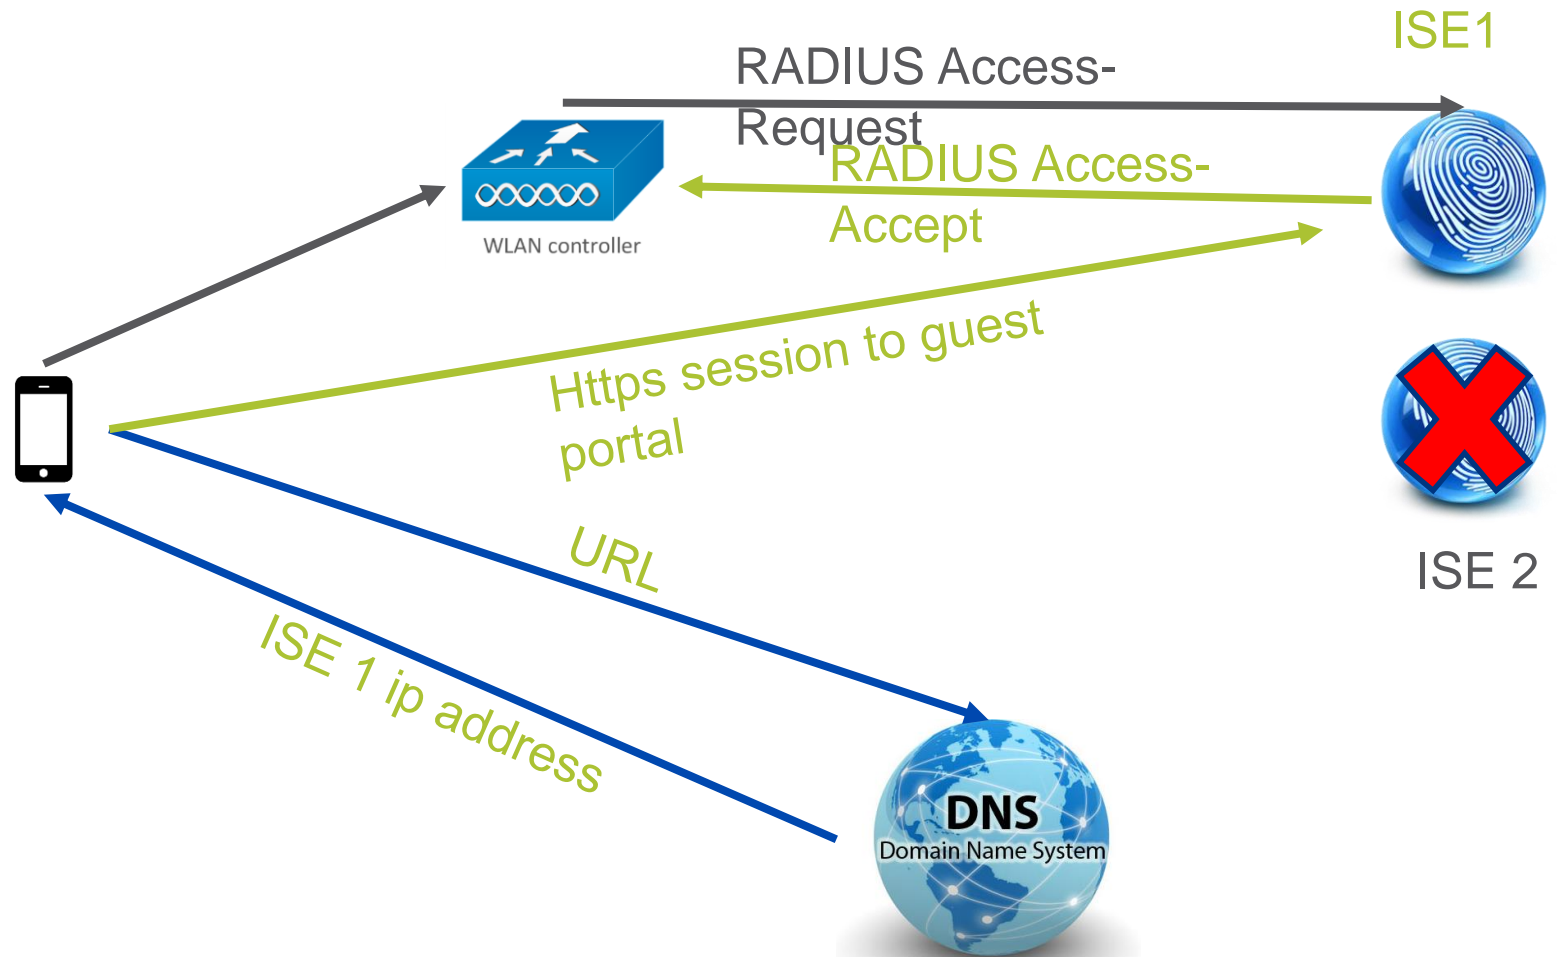 ISE1
RADIUS Access-
Request
RADIUS Access-
Accept
WLAN controller
Https session to guest
portal
URL
ISE 2
ISE 1 ip address
DNS
Domain Name System